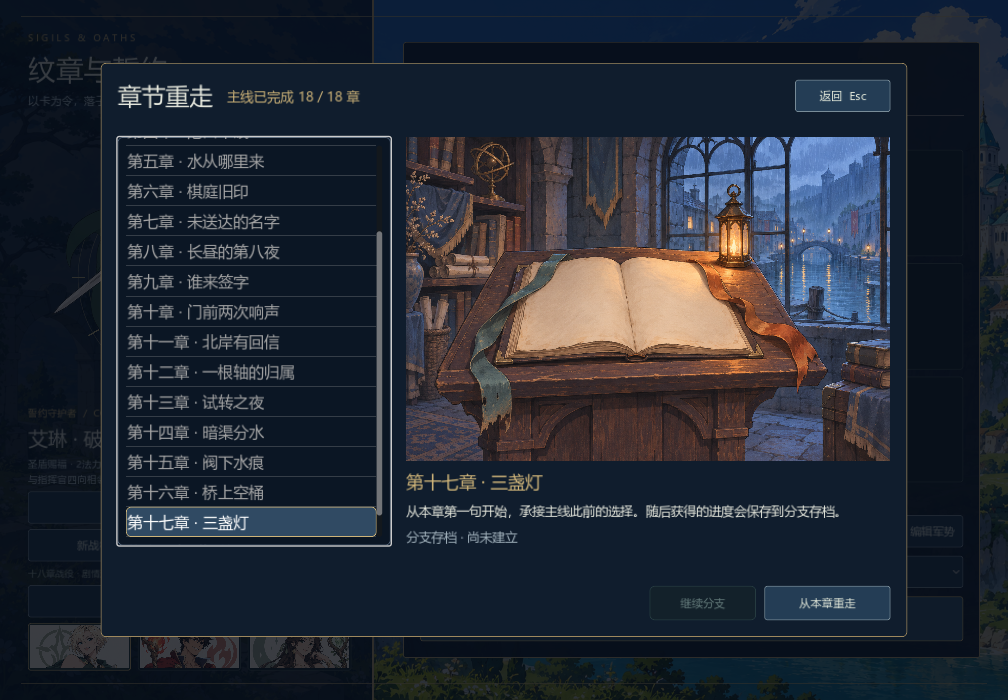 SIGILS & OATHS
纹章与誓约
章节重走
主线已完成 18 / 18 章
返回 Esc
第五章 · 水从哪里来
第六章 · 棋庭旧印
第七章 · 未送达的名字
第八章 · 长昼的第八夜
第九章 · 谁来签字
第十章 · 门前两次响声
第十一章 · 北岸有回信
第十二章 · 一根轴的归属
第十三章 · 试转之夜
第十四章 · 暗渠分水
第十五章 · 阀下水痕
第十六章 · 桥上空桶
第十七章 · 三盏灯
第十七章 · 三盏灯
从本章第一句开始，承接主线此前的选择。随后获得的进度会保存到分支存档。
分支存档 · 尚未建立
继续分支
从本章重走
艾琳 · 破
编辑军势